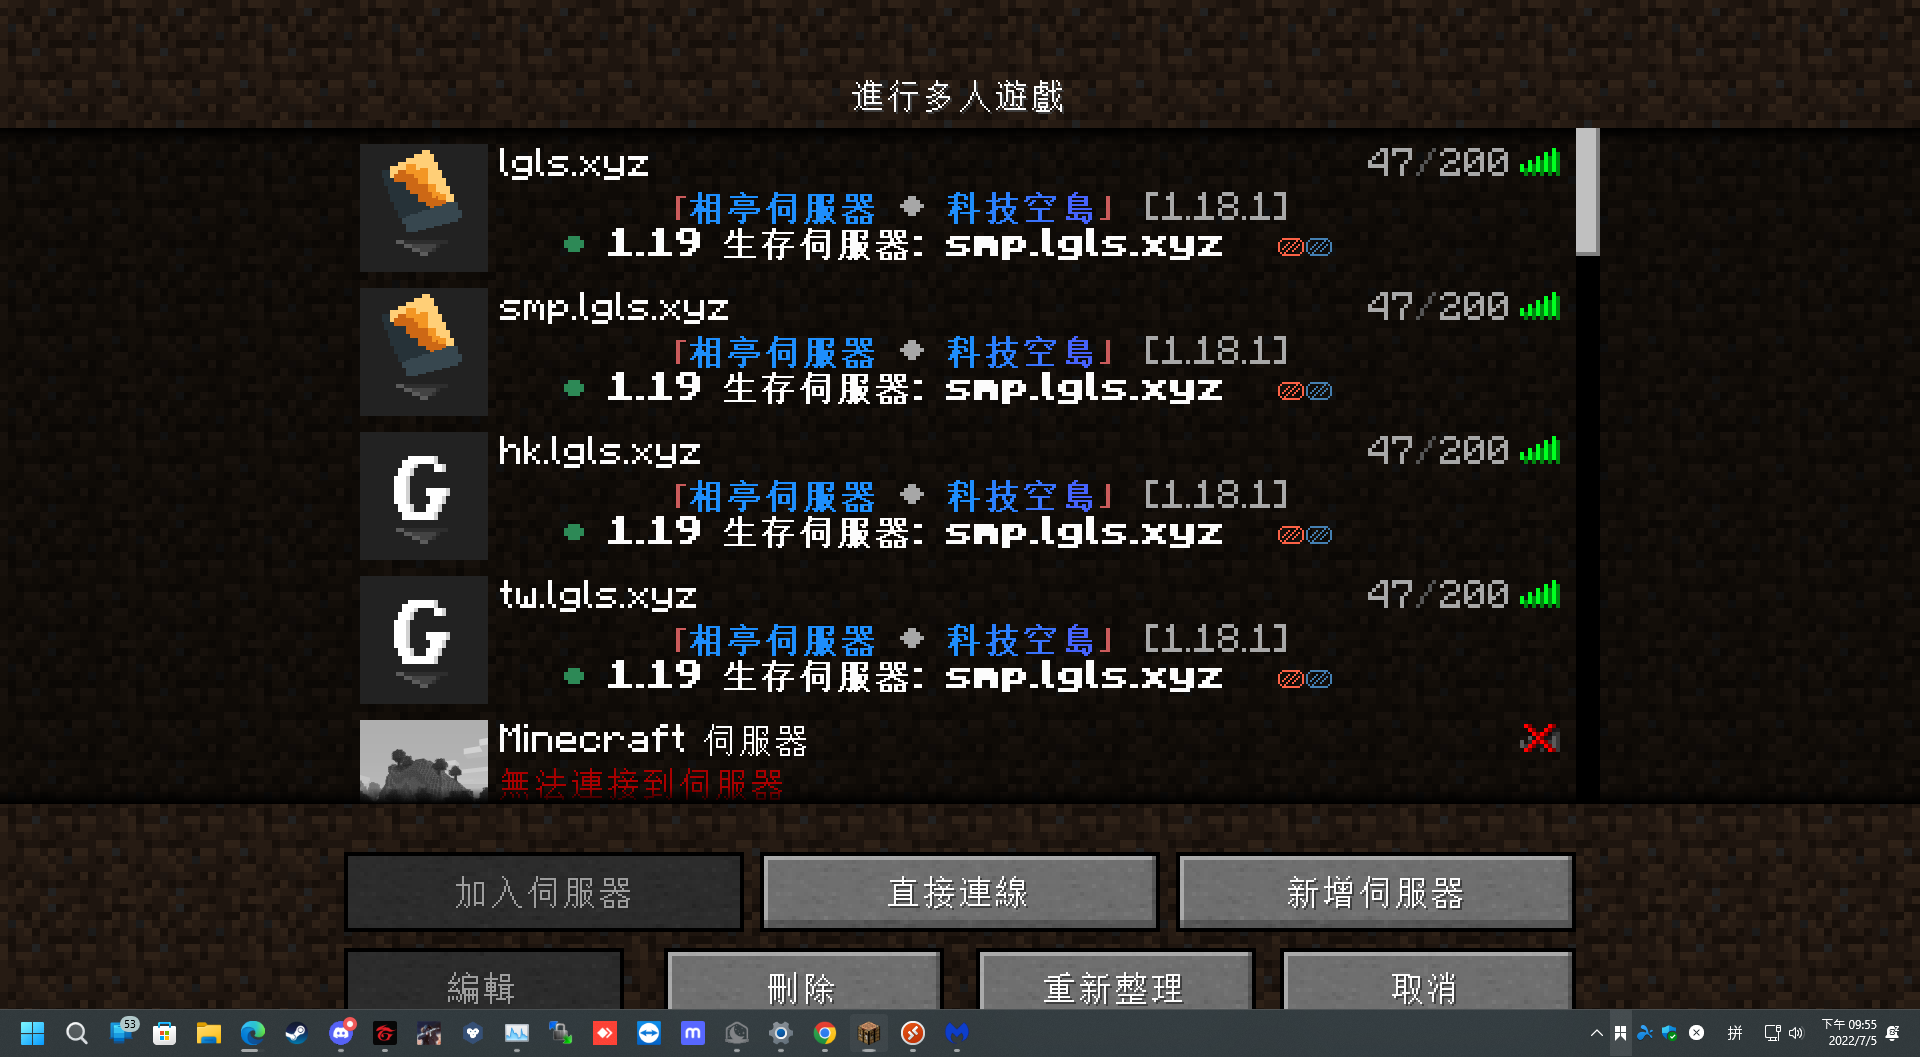 進行多人遊戲
lgls.xyz 47/200
「相亭伺服器 ● 科技空島」 [1.18.1]
● 1.19 生存伺服器: smp.lgls.xyz
smp.lgls.xyz 47/200
「相亭伺服器 ● 科技空島」 [1.18.1]
● 1.19 生存伺服器: smp.lgls.xyz
G
hk.lgls.xyz 47/200
「相亭伺服器 ● 科技空島」 [1.18.1]
● 1.19 生存伺服器: smp.lgls.xyz
G
tw.lgls.xyz 47/200
「相亭伺服器 ● 科技空島」 [1.18.1]
● 1.19 生存伺服器: smp.lgls.xyz
Minecraft 伺服器
無法連接到伺服器
加入伺服器 直接連線 新增伺服器
編輯 刪除 重新整理 取消
53 拼 下午 09:55
2022/7/5